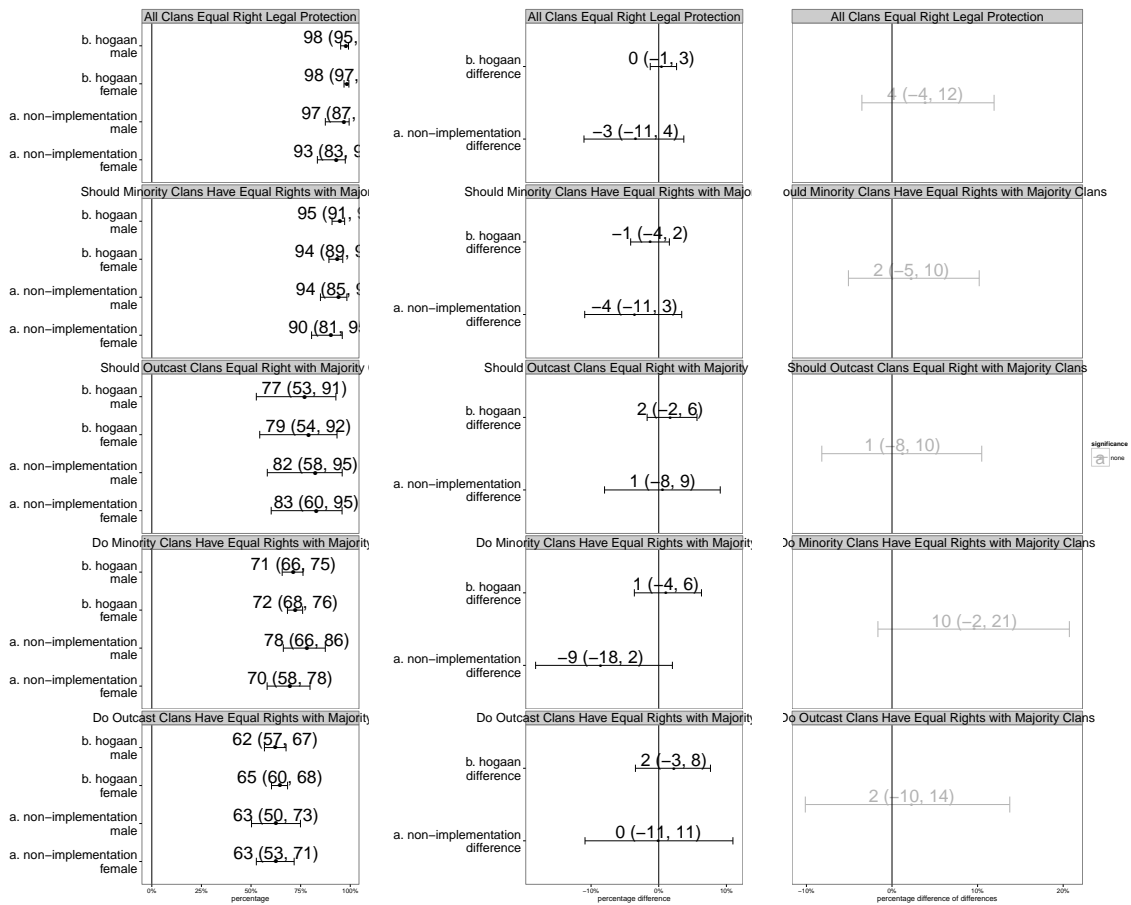 All Clans Equal Right Legal Protection
b. hogaan
male
98 (95,
b. hogaan
female
98 (97,
a. non−implementation
male
97 (87,
a. non−implementation
female
93 (83, 9
Should Minority Clans Have Equal Rights with Major
b. hogaan
male
95 (91, 9
b. hogaan
female
94 (89, 9
a. non−implementation
male
94 (85, 9
a. non−implementation
female
90 (81, 95
Should Outcast Clans Equal Right with Majority
b. hogaan
male
77 (53, 91)
b. hogaan
female
79 (54, 92)
a. non−implementation
male
82 (58, 95)
a. non−implementation
female
83 (60, 95)
Do Minority Clans Have Equal Rights with Majority
b. hogaan
male
71 (66, 75)
b. hogaan
female
72 (68, 76)
a. non−implementation
male
78 (66, 86)
a. non−implementation
female
70 (58, 78)
Do Outcast Clans Have Equal Rights with Majority
b. hogaan
male
62 (57, 67)
b. hogaan
female
65 (60, 68)
a. non−implementation
male
63 (50, 73)
a. non−implementation
female
63 (53, 71)
0% 25% 50% 75% 100%
percentage
All Clans Equal Right Legal Protection
b. hogaan
difference
0 (−1, 3)
a. non−implementation
difference
−3 (−11, 4)
Should Minority Clans Have Equal Rights with Majo
b. hogaan
difference
−1 (−4, 2)
a. non−implementation
difference
−4 (−11, 3)
Should Outcast Clans Equal Right with Majority
b. hogaan
difference
2 (−2, 6)
a. non−implementation
difference
1 (−8, 9)
Do Minority Clans Have Equal Rights with Majority
b. hogaan
difference
1 (−4, 6)
a. non−implementation
difference
−9 (−18, 2)
Do Outcast Clans Have Equal Rights with Majority
b. hogaan
difference
2 (−3, 8)
a. non−implementation
difference
0 (−11, 11)
−10% 0% 10%
percentage difference
All Clans Equal Right Legal Protection
4 (−4, 12)
ould Minority Clans Have Equal Rights with Majority Clans
2 (−5, 10)
Should Outcast Clans Equal Right with Majority Clans
1 (−8, 10)
Do Minority Clans Have Equal Rights with Majority Clans
10 (−2, 21)
Do Outcast Clans Have Equal Rights with Majority Clans
2 (−10, 14)
−10% 0% 10% 20%
percentage difference of differences
significance
a none